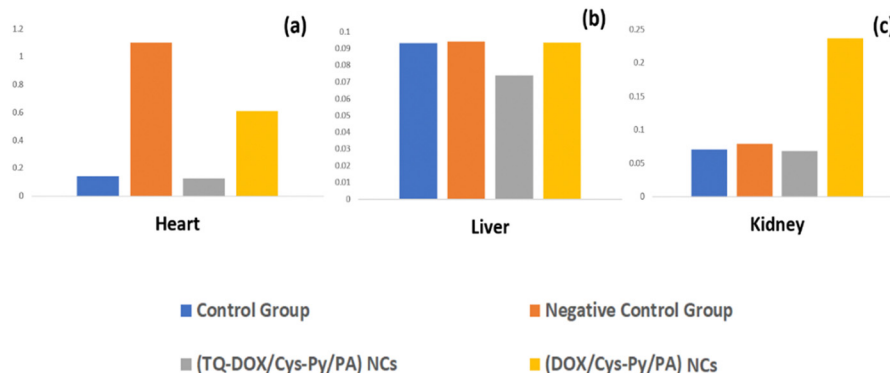 (a)
1.2
1
0.8
0.6
0.4
0.2
0
Heart
(b)
0.1
0.09
0.08
0.07
0.06
0.05
0.04
0.03
0.02
0.01
0
Liver
(c)
0.25
0.2
0.15
0.1
0.05
0
Kidney
Control Group
Negative Control Group
(TQ-DOX/Cys-Py/PA) NCs
(DOX/Cys-Py/PA) NCs